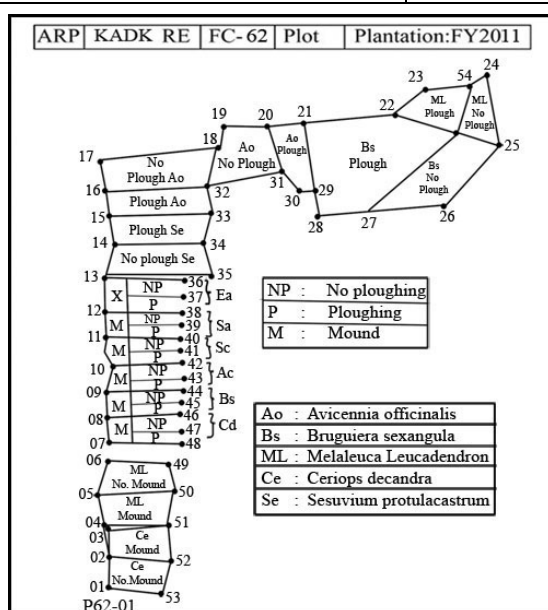 ARP KADK RE FC-62 Plot Plantation:FY2011
24
23 54
ML Plough
ML No Plough
22
19 20 21
18
Ao No Plough
Ao Plough
Bs Plough
25
17
No Plough Ao
31
Bs No Plough
16 32 30 29
Plough Ao
28 27 26
15 33
Plough Se
14 34
No plough Se
13 35
36
X NP 37 Ea
P
12 38
M NP 39 Sa
P
11 40
M NP 41 Sc
P
10 42
M NP 43 Ac
P
09 44
M NP 45 Bs
P
08 46
M NP 47 Cd
P
07 48
NP : No ploughing
P : Ploughing
M : Mound
Ao : Avicennia officinalis
Bs : Bruguiera sexangula
ML : Melaleuca Leucadendron
Ce : Ceriops decandra
Se : Sesuvium protulacastrum
06 49
ML
No. Mound
05 50
ML
Mound
04 51
03
Ce
Mound
02 52
Ce
No.Mound
01 53
P62-01